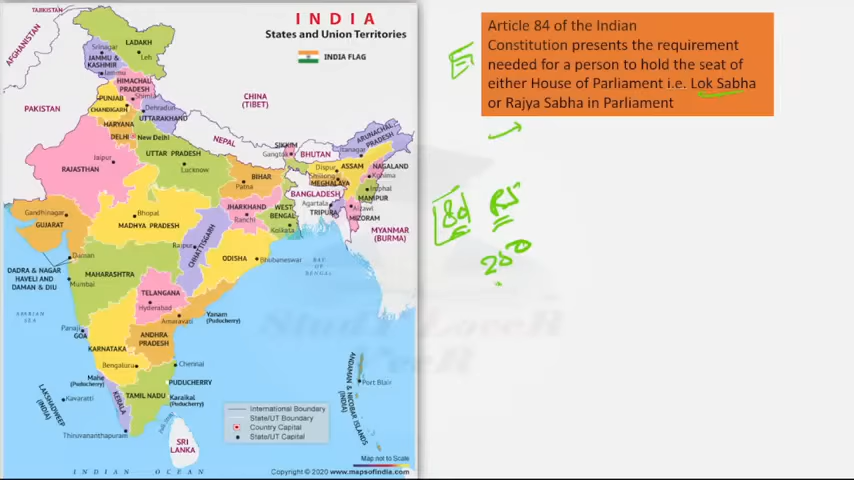 INDIA
States and Union Territories
INDIA FLAG
TAJIKISTAN
AFGHANISTAN
PAKISTAN
CHINA
(TIBET)
NEPAL
BHUTAN
BANGLADESH
MYANMAR
(BURMA)
SRI
LANKA
LADAKH
Leh
Srinagar
JAMMU &
KASHMIR
Jammu
HIMACHAL
PRADESH
Shimla
PUNJAB
CHANDIGARH
Dehradun
UTTARAKHAND
HARYANA
DELHI
New Delhi
RAJASTHAN
Jaipur
UTTAR PRADESH
Lucknow
BIHAR
Patna
SIKKIM
Gangtok
ARUNACHAL
PRADESH
Itanagar
Dispur
ASSAM
NAGALAND
Kohima
Shillong
MEGHALAYA
Imphal
MANIPUR
Agartala
TRIPURA
Aizawl
MIZORAM
Gandhinagar
GUJARAT
Bhopal
MADHYA PRADESH
JHARKHAND
Ranchi
WEST
BENGAL
Kolkata
CHHATTISGARH
Raipur
ODISHA
Bhubaneswar
Daman
DADRA & NAGAR
HAVELI AND
DAMAN & DIU
MAHARASHTRA
Mumbai
TELANGANA
Hyderabad
Amaravati
Yanam
(Puducherry)
BAY
OF
BENGAL
ARABIAN
SEA
Panaji
GOA
KARNATAKA
Bengaluru
ANDHRA
PRADESH
Chennai
Mahe
(Puducherry)
PUDUCHERRY
Karaikal
(Puducherry)
TAMIL NADU
KERALA
Thiruvananthapuram
LAKSHADWEEP
(INDIA)
Kavaratti
ANDAMAN & NICOBAR ISLANDS
(INDIA)
Port Blair
International Boundary
State/UT Boundary
Country Capital
State/UT Capital
INDIAN OCEAN
Map not to Scale
Copyright © 2020 www.mapsofindia.com
Article 84 of the Indian
Constitution presents the requirement
needed for a person to hold the seat of
either House of Parliament i.e. Lok Sabha
or Rajya Sabha in Parliament
84 RS
250
StudY LoveR
VeeR